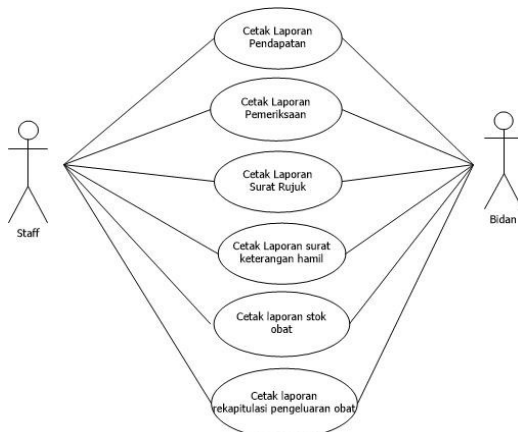 Cetak Laporan
Pendapatan
Cetak Laporan
Pemeriksaan
Cetak Laporan
Surat Rujuk
Staff
Bidan
Cetak Laporan surat
keterangan hamil
Cetak laporan stok
obat
Cetak laporan
rekapitulasi pengeluaran obat